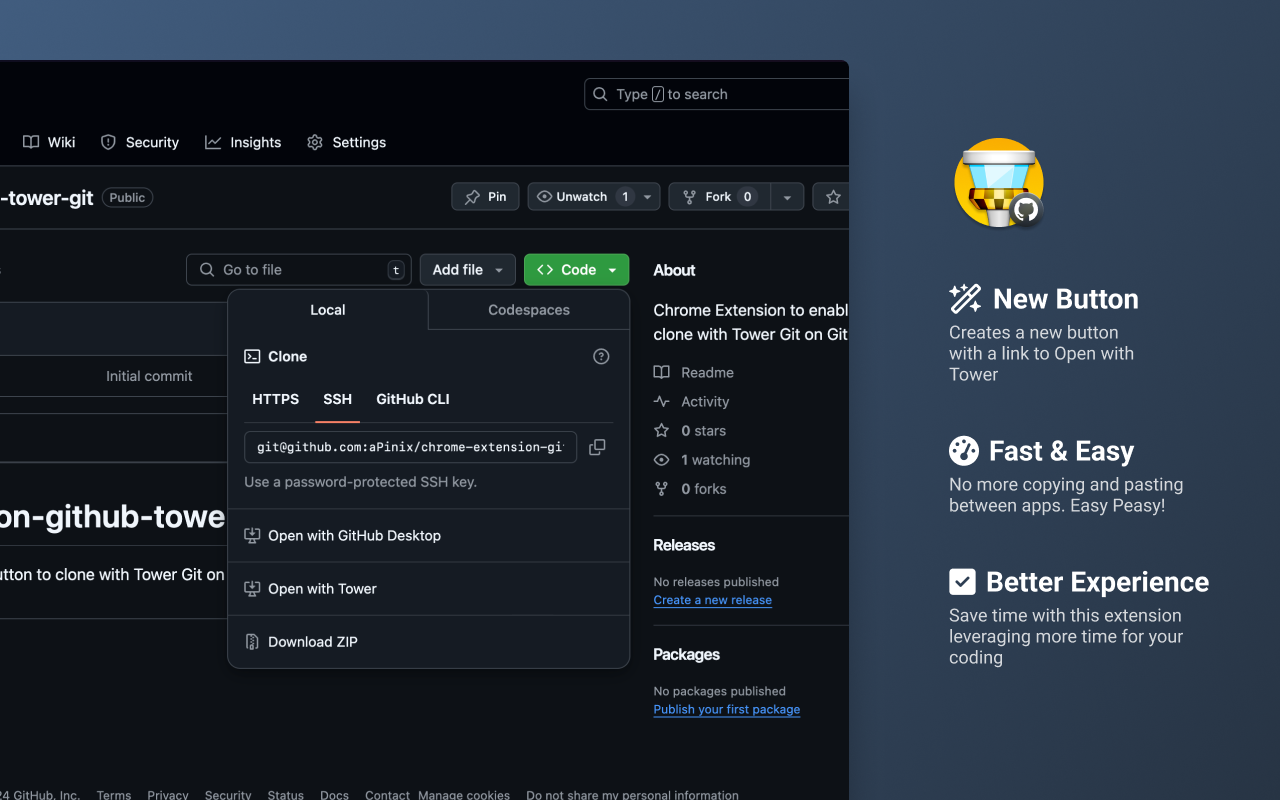 Type / to search
Wiki
Security
Insights
Settings
-tower-git
Public
Pin
Unwatch 1
Fork 0
Go to file
t
Add file
Code
Local
Codespaces
Clone
HTTPS
SSH
GitHub CLI
git@github.com:aPinix/chrome-extension-gi
Use a password-protected SSH key.
Open with GitHub Desktop
Open with Tower
Download ZIP
Initial commit
on-github-towe
utton to clone with Tower Git on
About
Chrome Extension to enabl
clone with Tower Git on Git
Readme
Activity
0 stars
1 watching
0 forks
Releases
No releases published
Create a new release
Packages
No packages published
Publish your first package
24 GitHub, Inc.
Terms
Privacy
Security
Status
Docs
Contact
Manage cookies
Do not share my personal information
New Button
Creates a new button
with a link to Open with
Tower
Fast & Easy
No more copying and pasting
between apps. Easy Peasy!
Better Experience
Save time with this extension
leveraging more time for your
coding